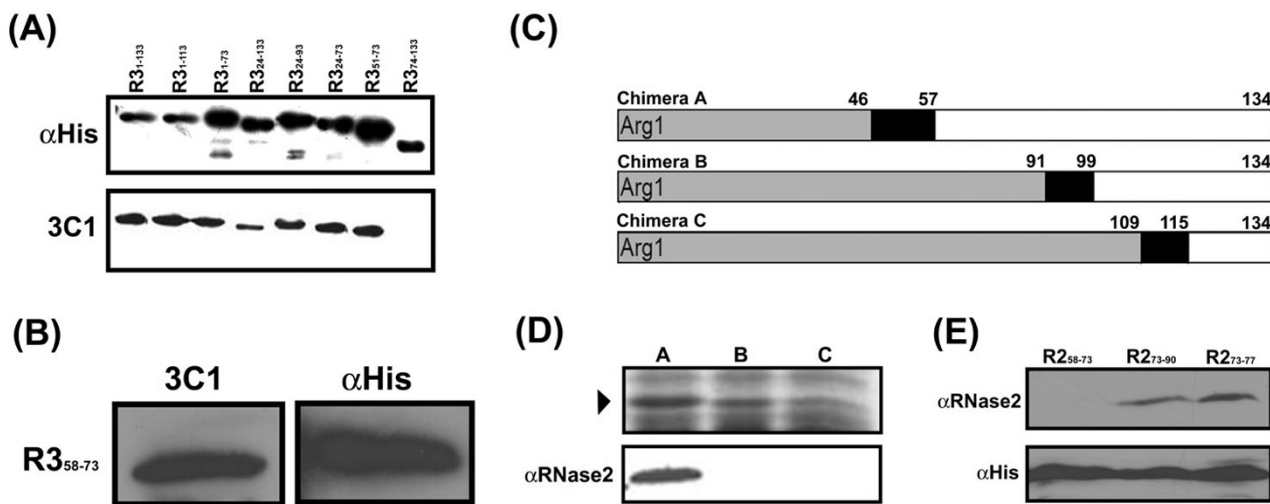 (A)
R3₁₋₁₃₃ R3₁₋₁₁₃ R3₁₋₇₃ R3₂₄₋₁₃₃ R3₂₄₋₉₃ R3₂₄₋₇₃ R3₅₁₋₇₃ R3₇₄₋₁₃₃
αHis
3C1
(B)
3C1 αHis
R3₅₈₋₇₃
(C)
Chimera A 46 57 134
Arg1
Chimera B 91 99 134
Arg1
Chimera C 109 115 134
Arg1
(D)
A B C
αRNase2
(E)
R2₅₈₋₇₃ R2₇₃₋₉₀ R2₇₃₋₇₇
αRNase2
αHis